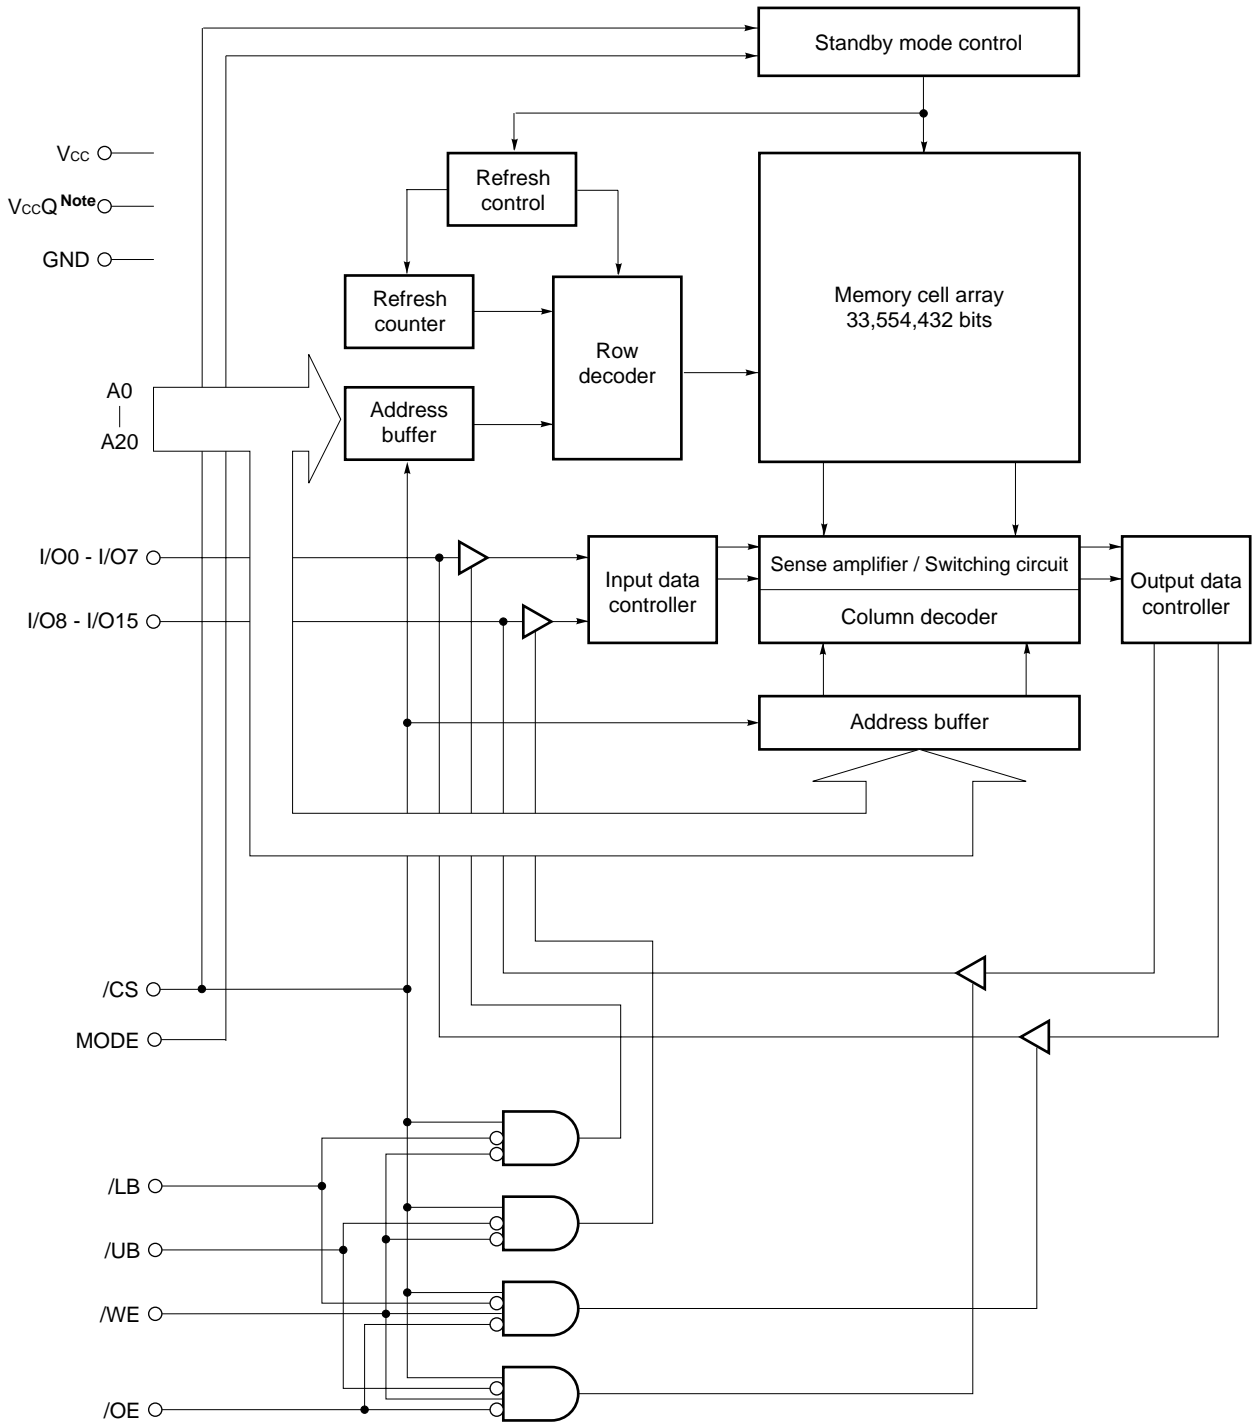 Standby mode control
Vcc
VccQ Note
GND
Refresh
control
Refresh
counter
Memory cell array
33,554,432 bits
Row
decoder
A0
A20
Address
buffer
I/O0 - I/O7
I/O8 - I/O15
Input data
controller
Sense amplifier / Switching circuit
Column decoder
Output data
controller
Address buffer
/CS
MODE
/LB
/UB
/WE
/OE